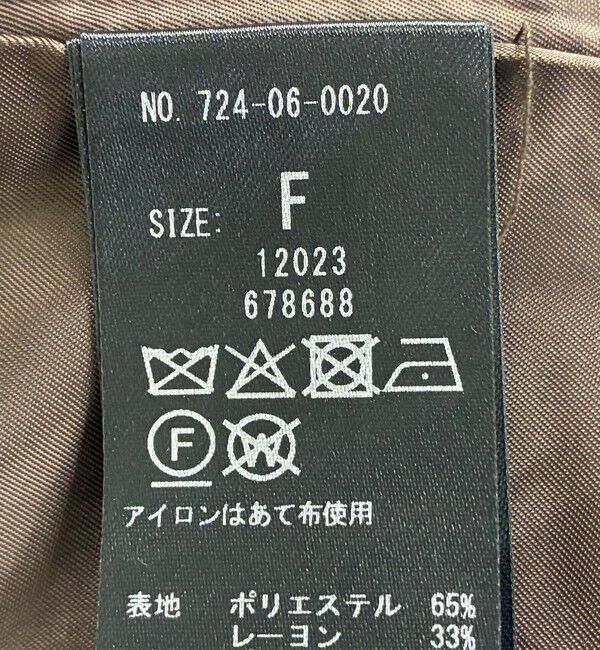 NO. 724-06-0020
SIZE: F
12023
678688
F W
アイロンはあて布使用
表地 ポリエステル 65%
レーヨン 33%